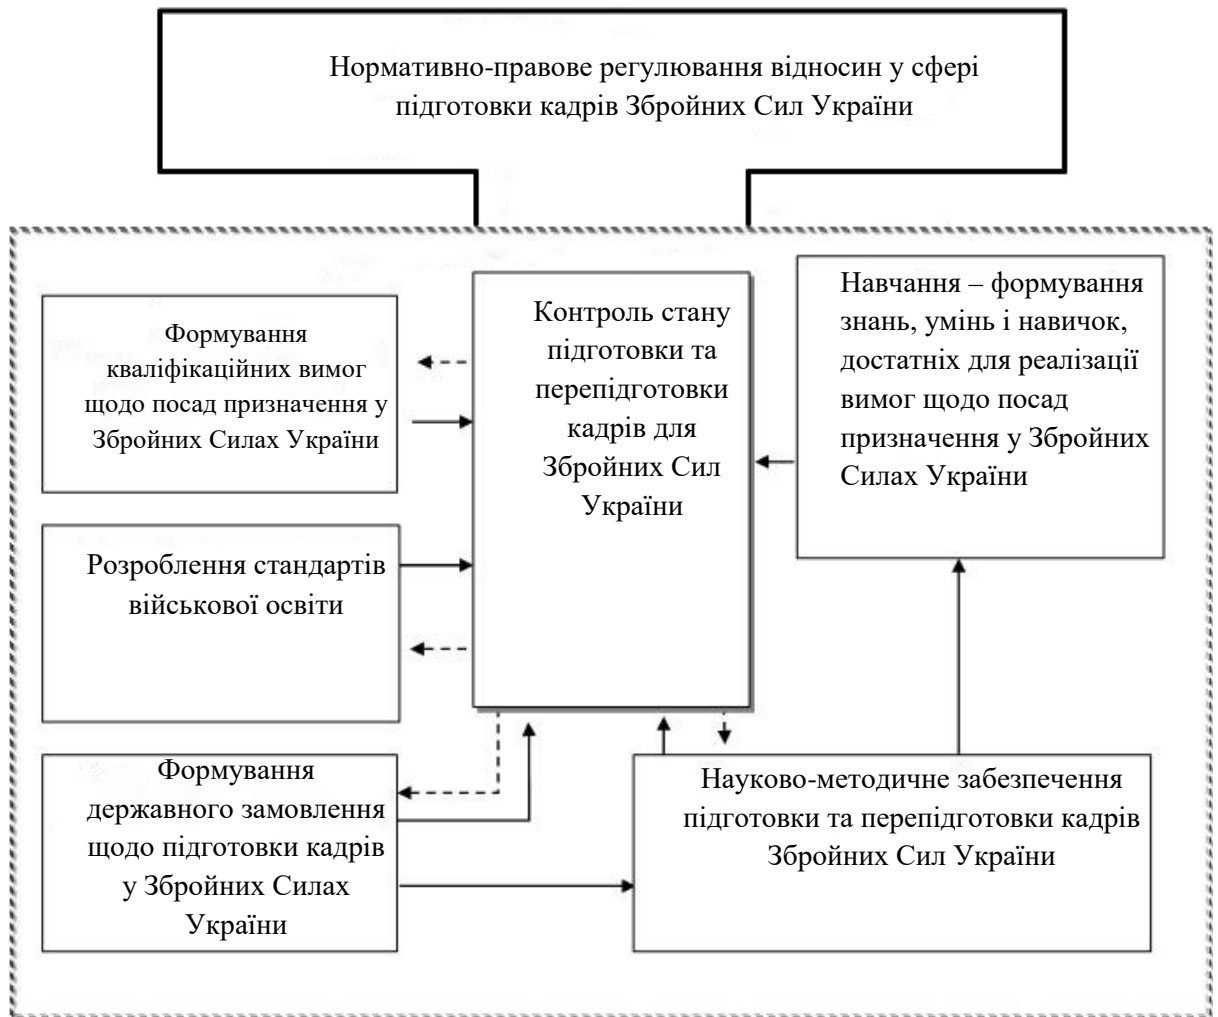 Нормативно-правове регулювання відносин у сфері
підготовки кадрів Збройних Сил України
Формування
кваліфікаційних вимог
щодо посад призначення у
Збройних Силах України
Контроль стану
підготовки та
перепідготовки
кадрів для
Збройних Сил
України
Навчання – формування
знань, умінь і навичок,
достатніх для реалізації
вимог щодо посад
призначення у Збройних
Силах України
Розроблення стандартів
військової освіти
Формування
державного замовлення
щодо підготовки кадрів
у Збройних Силах
України
Науково-методичне забезпечення
підготовки та перепідготовки кадрів
Збройних Сил України